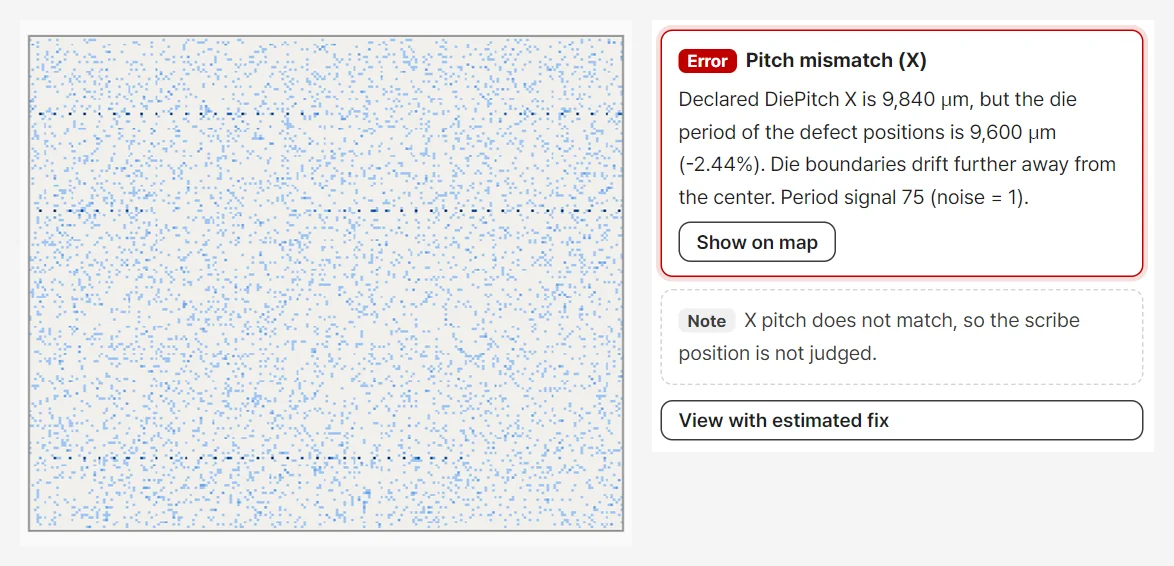 Error Pitch mismatch (X)
Declared DiePitch X is 9,840 μm, but the die
period of the defect positions is 9,600 μm
(-2.44%). Die boundaries drift further away from
the center. Period signal 75 (noise = 1).
Show on map
Note X pitch does not match, so the scribe
position is not judged.
View with estimated fix